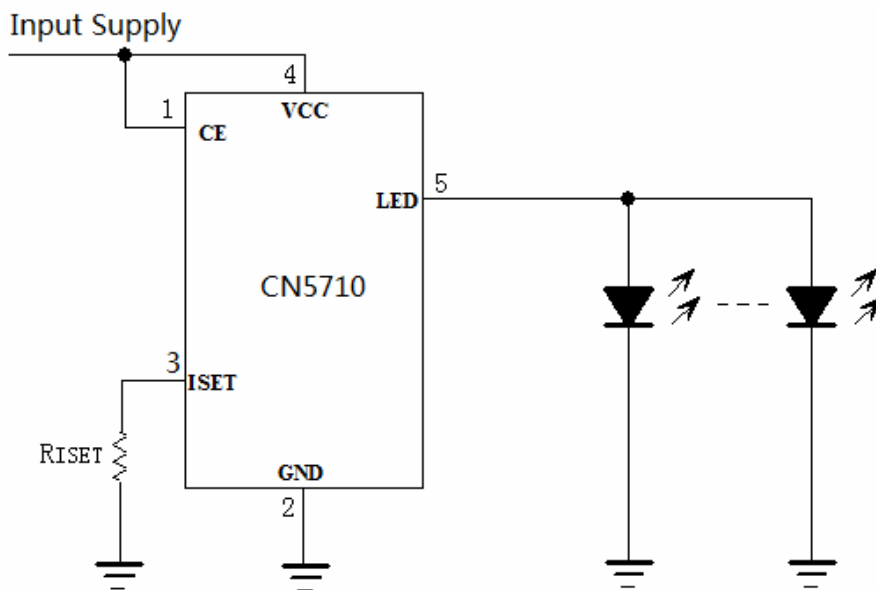 Input Supply
4
1
VCC
CE
5
LED
CN5710
3
ISET
RISET
GND
2